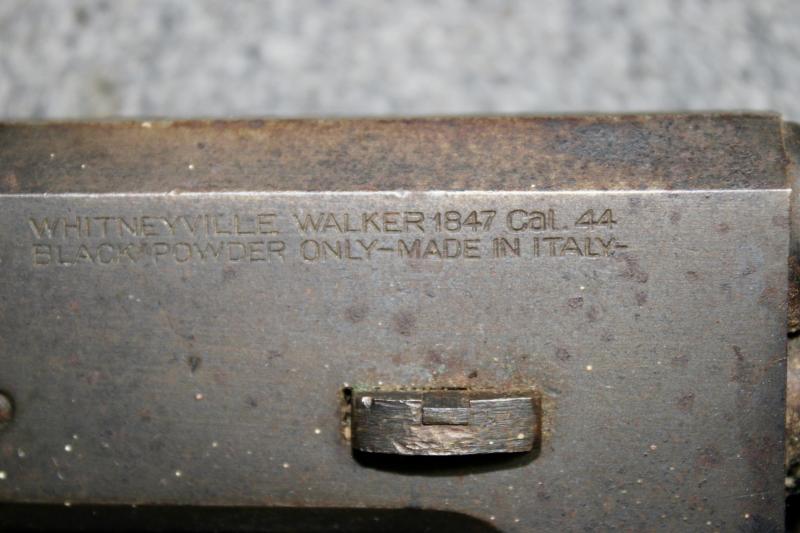 WHITNEYVILLE WALKER 1847 Cal. 44
BLACK POWDER ONLY-MADE IN ITALY-